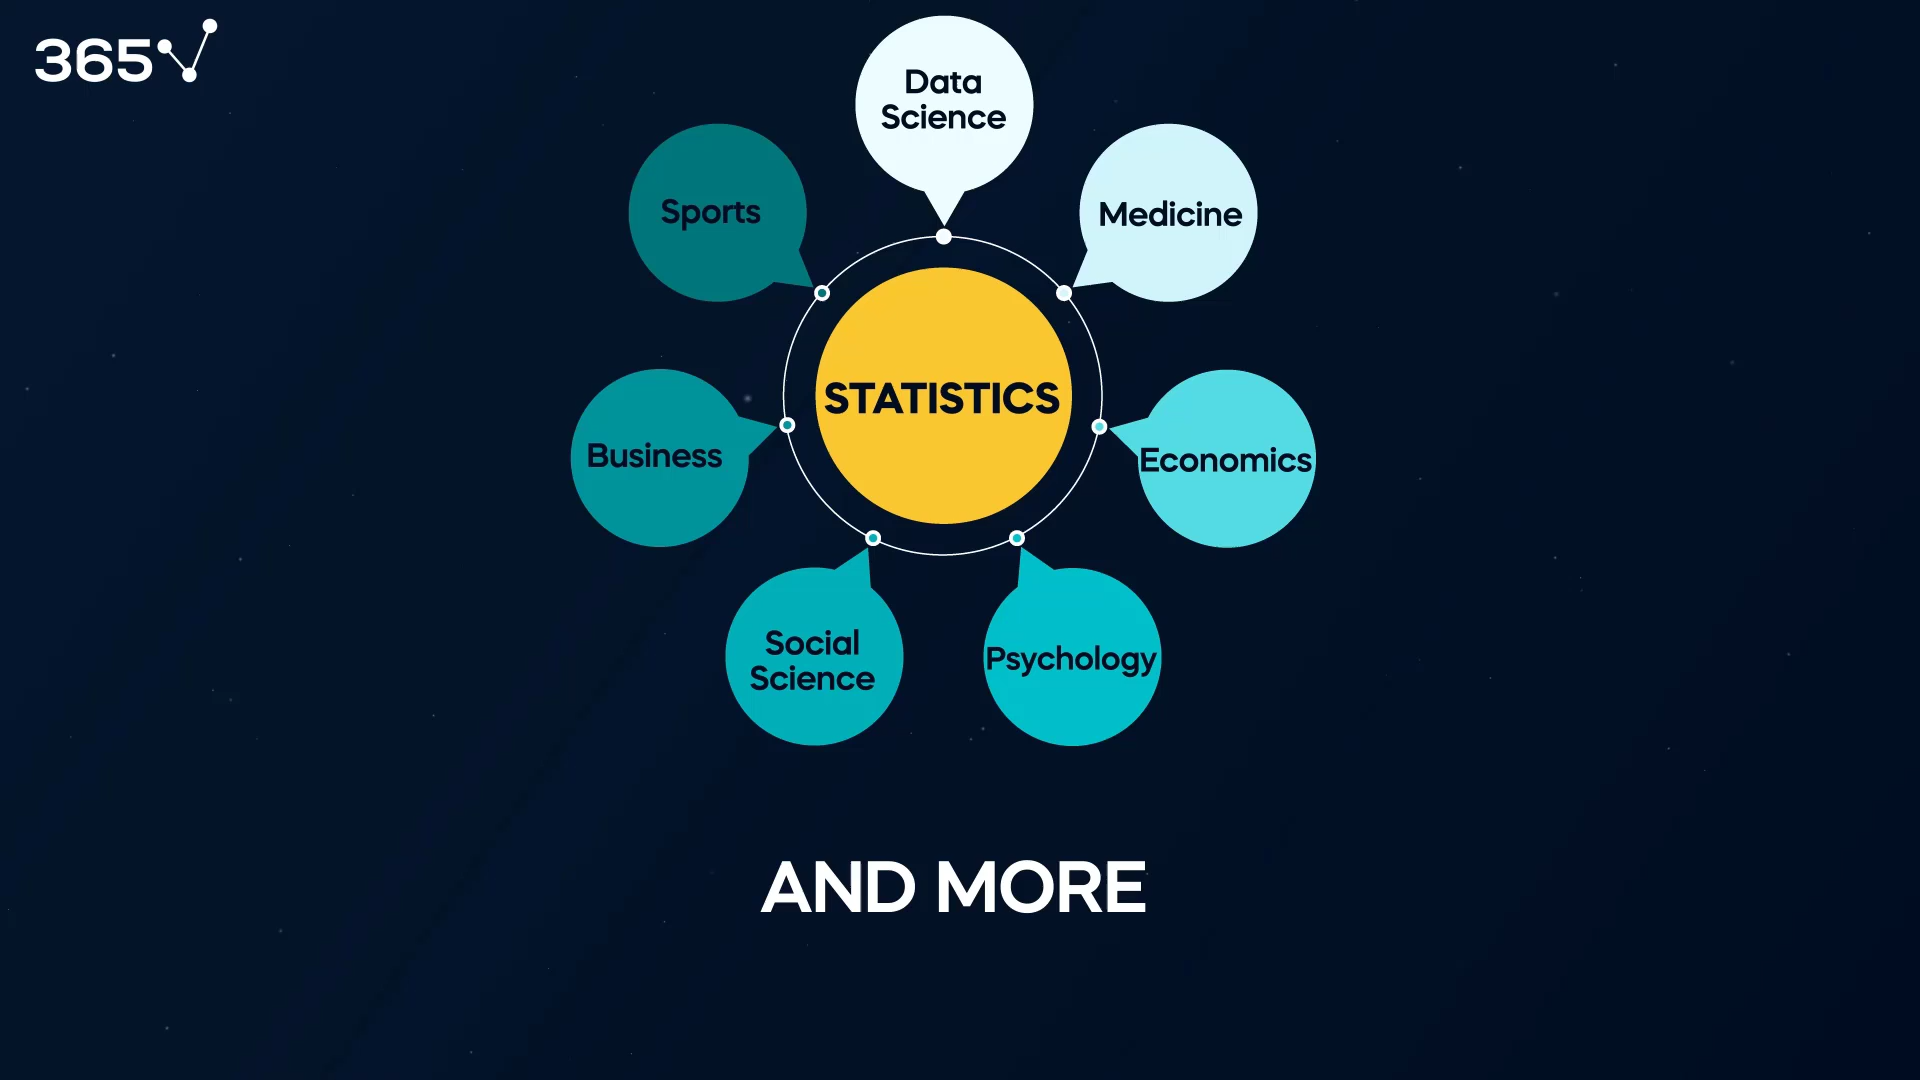 365
Data
Science
Sports
Medicine
STATISTICS
Business
Economics
Social
Science
Psychology
AND MORE